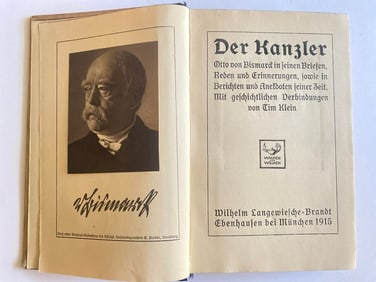 v Bismarck
Der Kanzler
Otto von Bismarck in seinen Briefen,
Reden und Erinnerungen, sowie in
Berichten und Anekdoten seiner Zeit.
Mit geschichtlichen Verbindungen
von Tim Klein
Wilhelm Langewiesche-Brandt
Ebenhausen bei München 1915